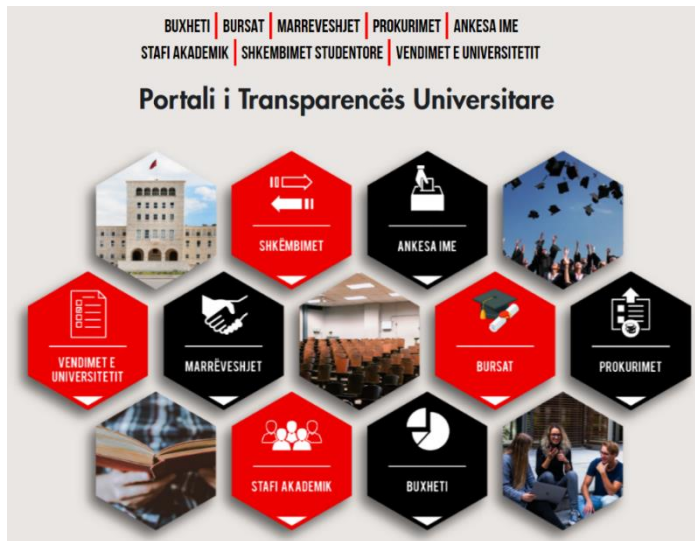 BUXHETI | BURSAT | MARREVESHJET | PROKURIMET | ANKESA IME
STAFI AKADEMIK | SHKEMBIMET STUDENTORE | VENDIMET E UNIVERSITETIT
Portali i Transparencës Universitare
SHKËMBIMET
ANKESA IME
VENDIMET E
UNIVERSITETIT
MARRËVESHJET
BURSAT
PROKURIMET
STAFI AKADEMIK
BUXHETI